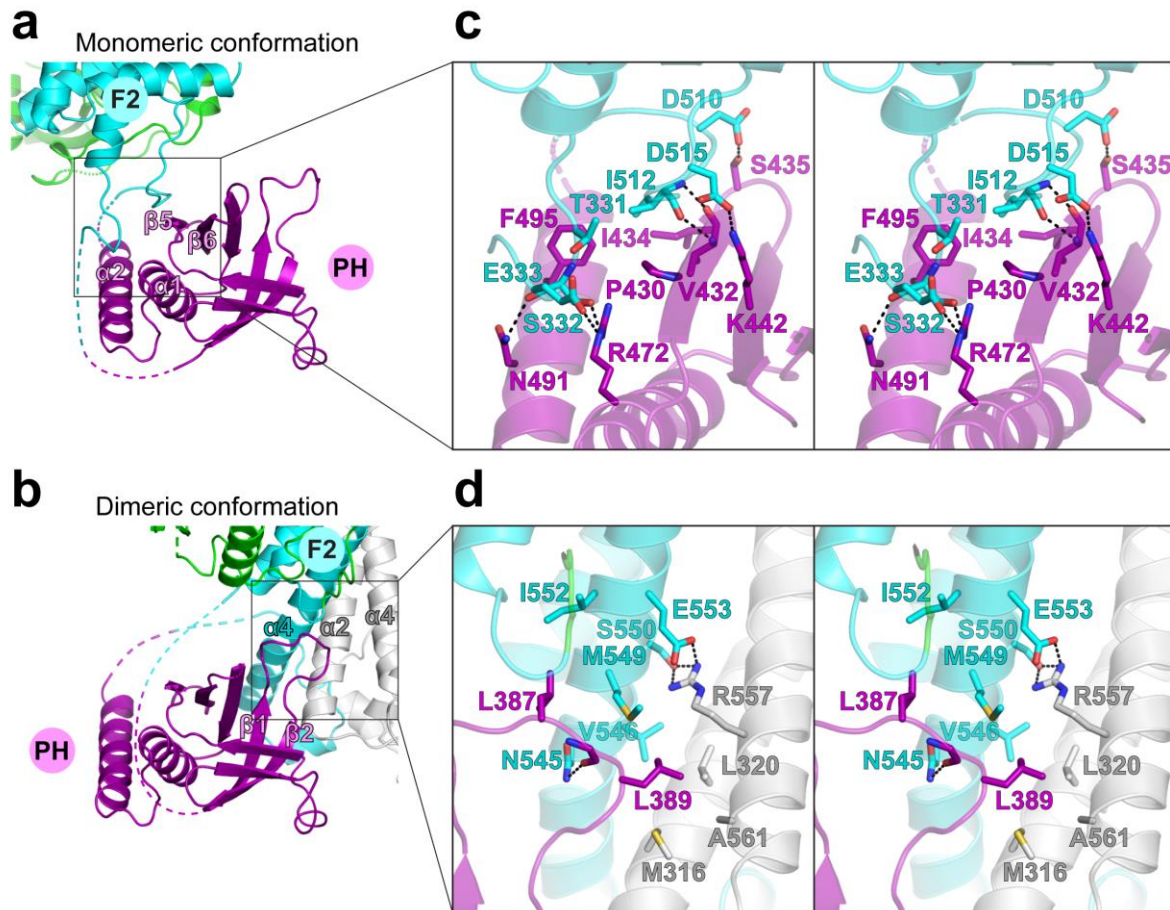 a
Monomeric conformation
F2
β5
β6
α2
α1
PH
c
D510
D515
S435
I512
T331
F495
I434
E333
P430
V432
S332
K442
R472
N491
D510
D515
S435
I512
T331
F495
I434
E333
P430
V432
S332
K442
R472
N491
b
Dimeric conformation
F2
α4
α2
α4
β1
β2
PH
d
I552
E553
S550
M549
R557
L387
V546
N545
L320
L389
A561
M316
I552
E553
S550
M549
R557
L387
V546
N545
L320
L389
A561
M316